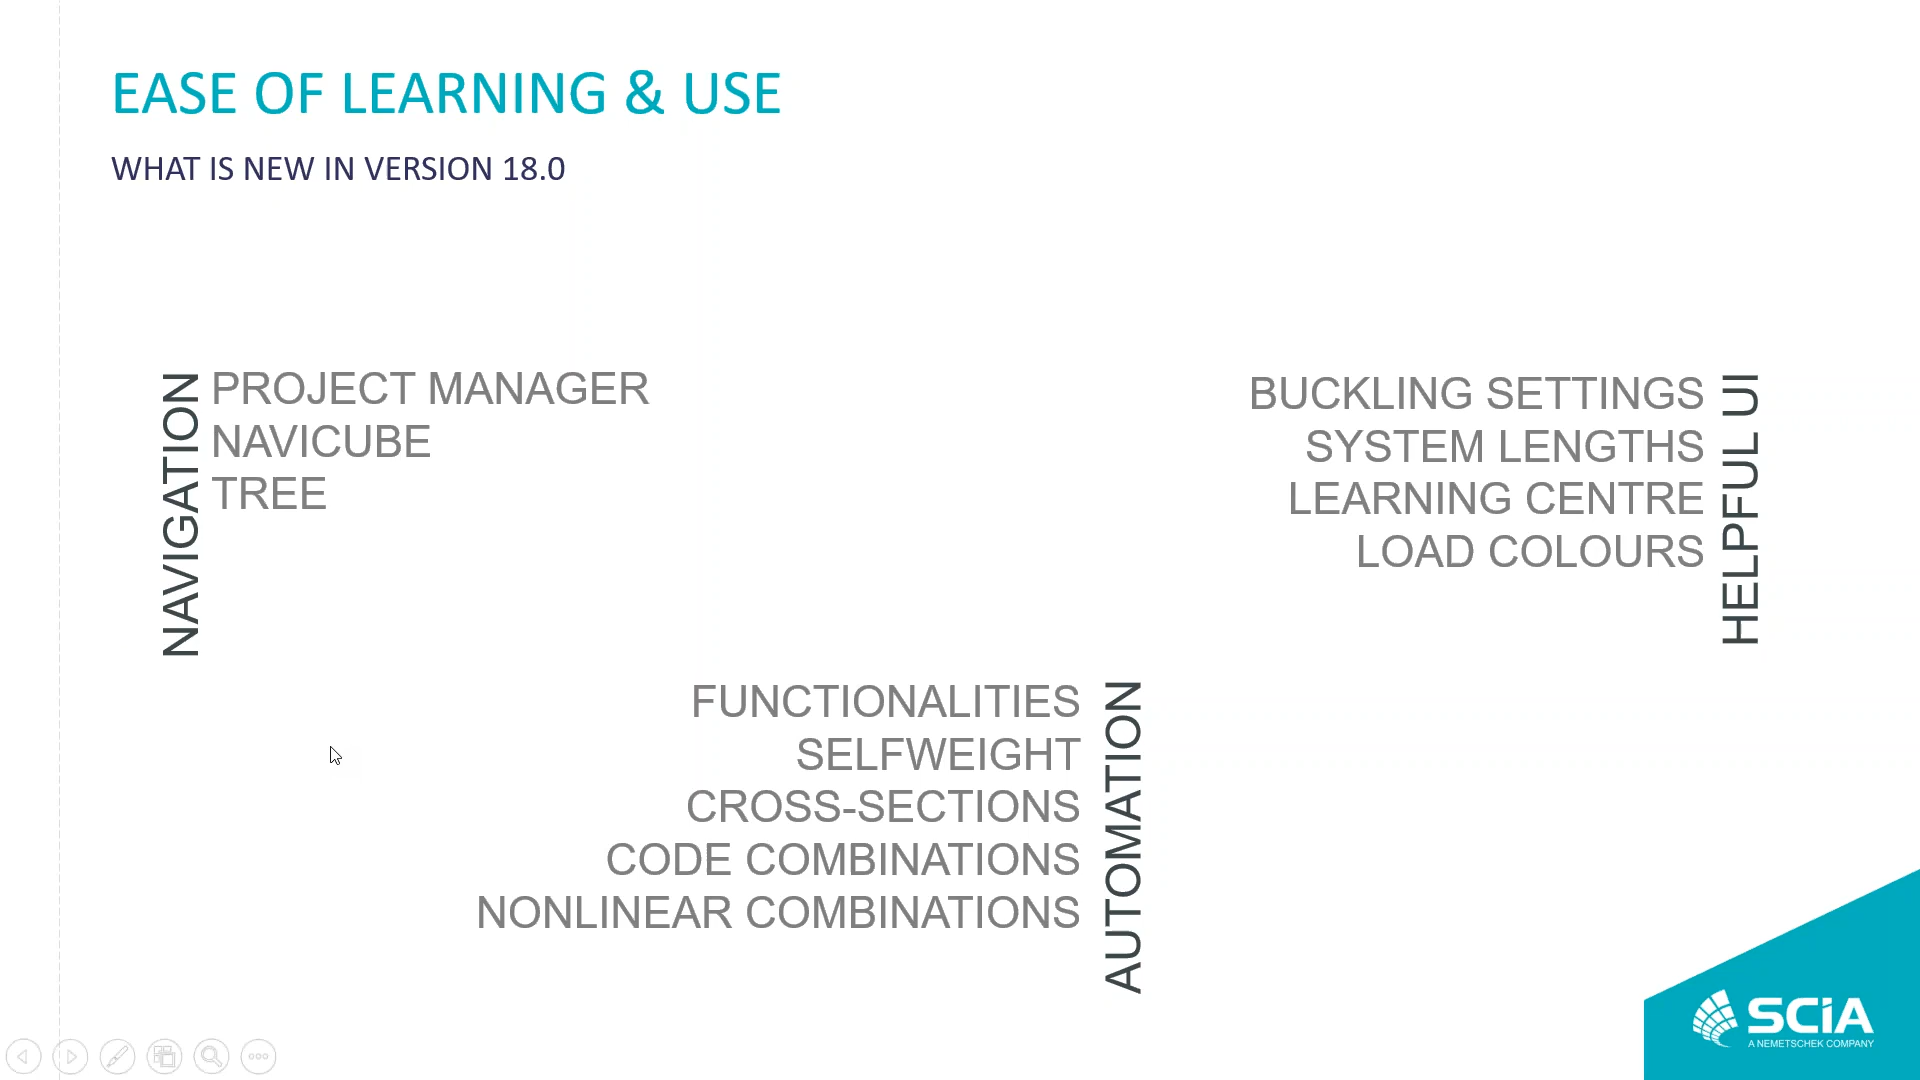 EASE OF LEARNING & USE
WHAT IS NEW IN VERSION 18.0
NAVIGATION
PROJECT MANAGER
NAVICUBE
TREE
BUCKLING SETTINGS
SYSTEM LENGTHS
LEARNING CENTRE
LOAD COLOURS
HELPFUL UI
FUNCTIONALITIES
SELFWEIGHT
CROSS-SECTIONS
CODE COMBINATIONS
NONLINEAR COMBINATIONS
AUTOMATION
SCiA
A NEMETSCHEK COMPANY